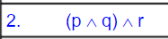 2. (p ∧ q) ∧ r